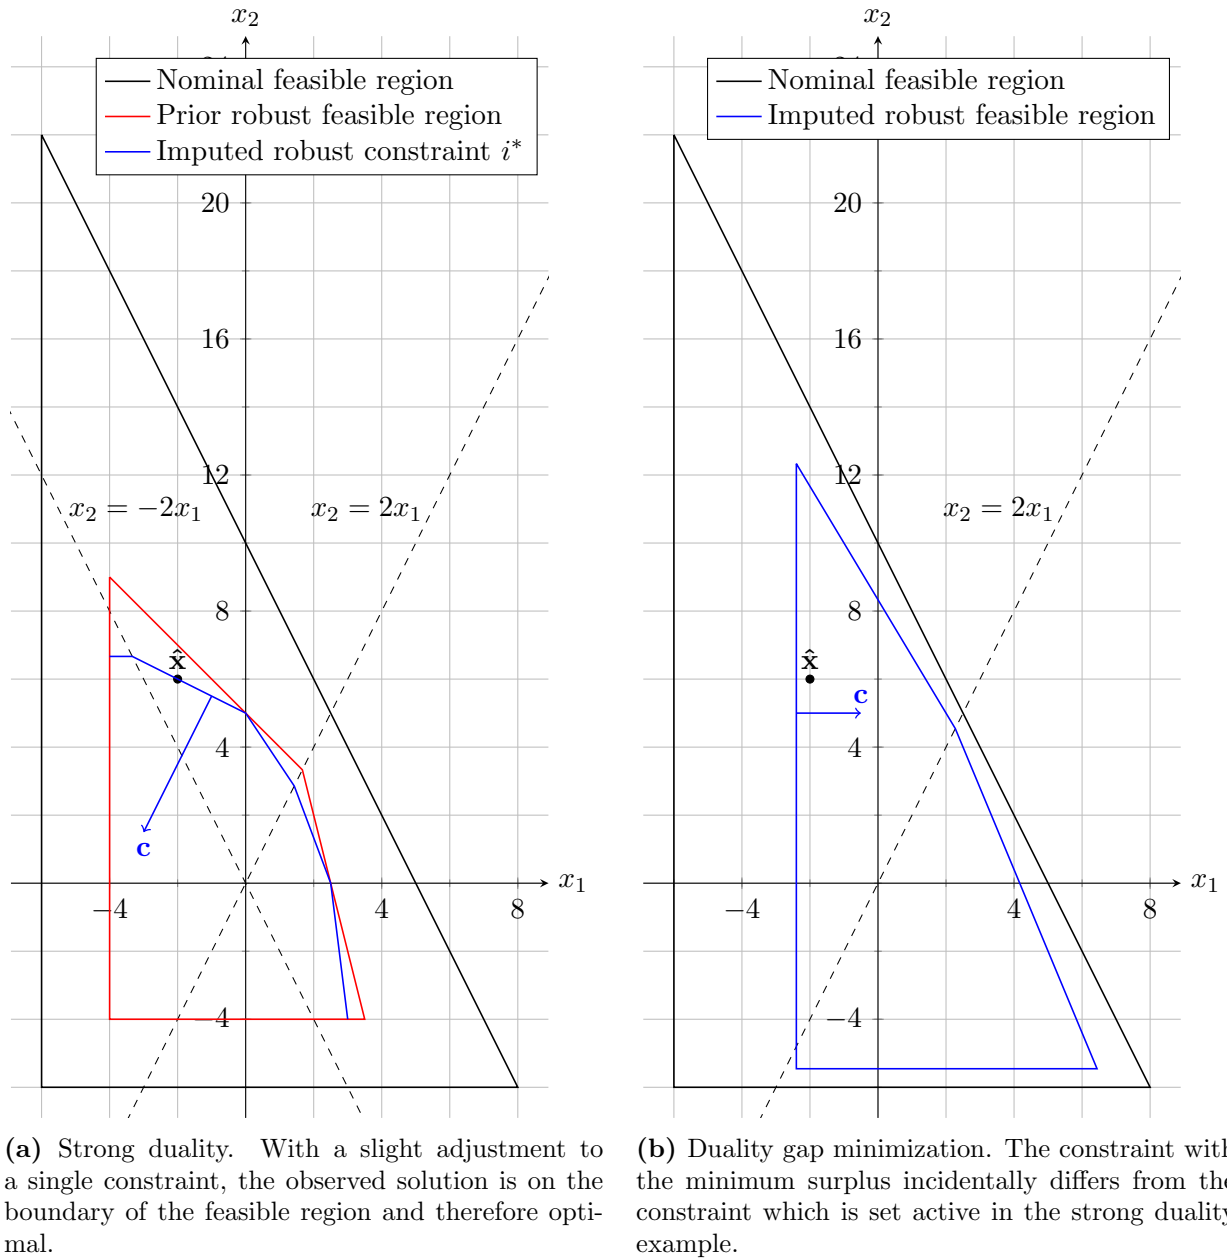 x₂
Nominal feasible region
Prior robust feasible region
Imputed robust constraint i*
20
16
12
x₂ = −2x₁
x₂ = 2x₁
8
x̂
4
c
x₁
−4
4
8
−4
(a) Strong duality. With a slight adjustment to
a single constraint, the observed solution is on the
boundary of the feasible region and therefore opti-
mal.
x₂
Nominal feasible region
Imputed robust feasible region
20
16
12
x₂ = 2x₁
8
x̂
c
4
x₁
−4
4
8
−4
(b) Duality gap minimization. The constraint with
the minimum surplus incidentally differs from the
constraint which is set active in the strong duality
example.